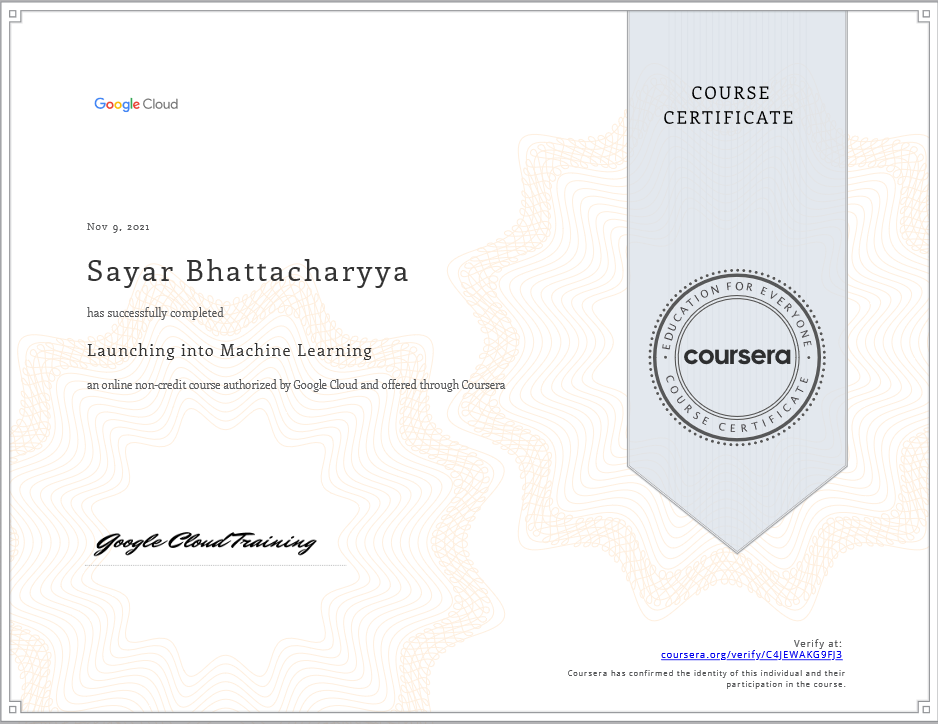 Google Cloud
COURSE
CERTIFICATE
Nov 9, 2021
Sayar Bhattacharyya
has successfully completed
Launching into Machine Learning
an online non-credit course authorized by Google Cloud and offered through Coursera
EDUCATION FOR EVERYONE
coursera
COURSE CERTIFICATE
Google Cloud Training
Verify at:
coursera.org/verify/C4JEWAKG9FJ3
Coursera has confirmed the identity of this individual and their
participation in the course.